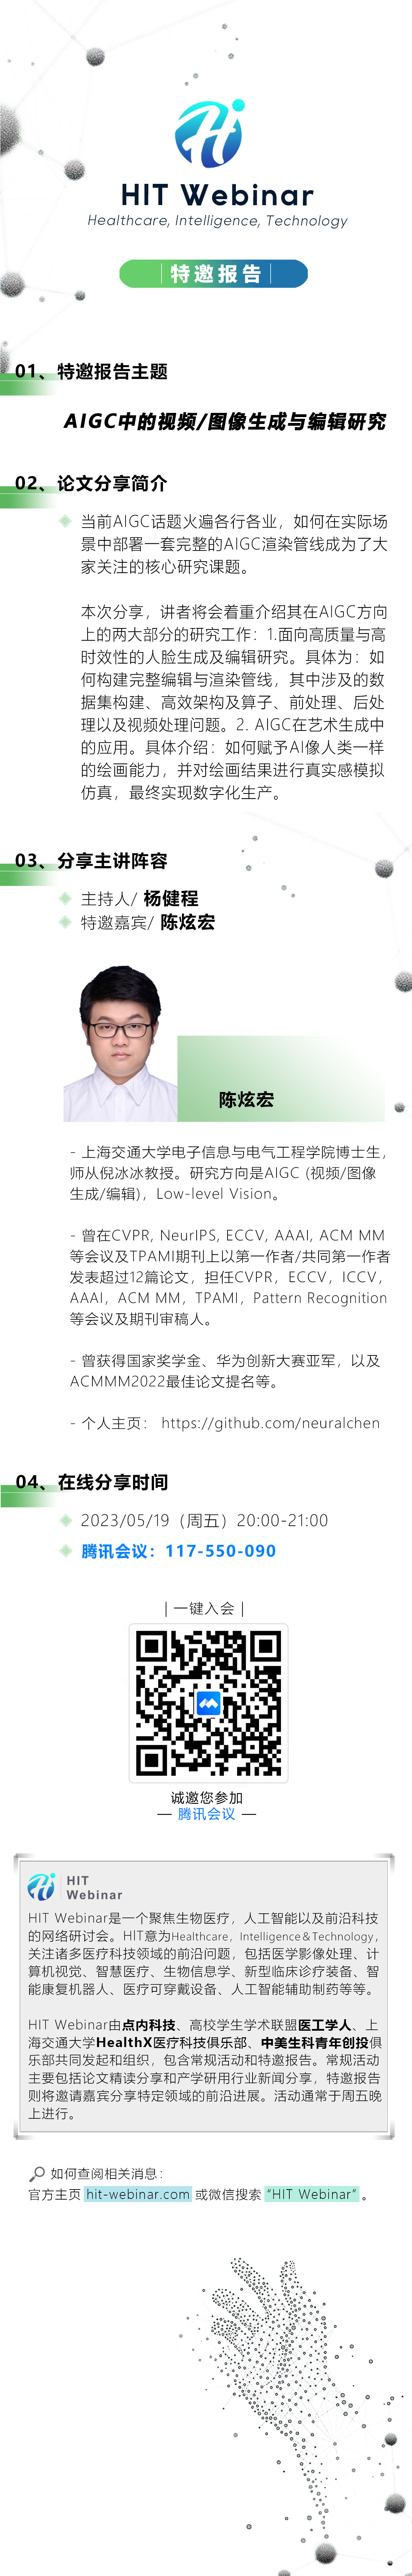 HIT Webinar
Healthcare, Intelligence, Technology
特邀报告
01、特邀报告主题
AIGC中的视频/图像生成与编辑研究
02、论文分享简介
当前AIGC话题火遍各行各业，如何在实际场
景中部署一套完整的AIGC渲染管线成为了大
家关注的核心研究课题。
本次分享，讲者将会着重介绍其在AIGC方向
上的两大部分的研究工作：1.面向高质量与高
时效性的人脸生成及编辑研究。具体为：如
何构建完整编辑与渲染管线，其中涉及的数
据集构建、高效架构及算子、前处理、后处
理以及视频处理问题。2. AIGC在艺术生成中
的应用。具体介绍：如何赋予AI像人类一样
的绘画能力，并对绘画结果进行真实感模拟
仿真，最终实现数字化生产。
03、分享主讲阵容
主持人/ 杨健程
特邀嘉宾/ 陈炫宏
陈炫宏
- 上海交通大学电子信息与电气工程学院博士生，
师从倪冰冰教授。研究方向是AIGC (视频/图像
生成/编辑)，Low-level Vision。
- 曾在CVPR, NeurIPS, ECCV, AAAI, ACM MM
等会议及TPAMI期刊上以第一作者/共同第一作者
发表超过12篇论文，担任CVPR，ECCV，ICCV，
AAAI，ACM MM，TPAMI，Pattern Recognition
等会议及期刊审稿人。
- 曾获得国家奖学金、华为创新大赛亚军，以及
ACMMM2022最佳论文提名等。
- 个人主页： https://github.com/neuralchen
04、在线分享时间
2023/05/19（周五）20:00-21:00
腾讯会议：117-550-090
| 一键入会 |
诚邀您参加
— 腾讯会议 —
HIT
Webinar
HIT Webinar是一个聚焦生物医疗，人工智能以及前沿科技
的网络研讨会。HIT意为Healthcare，Intelligence＆Technology，
关注诸多医疗科技领域的前沿问题，包括医学影像处理、计
算机视觉、智慧医疗、生物信息学、新型临床诊疗装备、智
能康复机器人、医疗可穿戴设备、人工智能辅助制药等等。
HIT Webinar由点内科技、高校学生学术联盟医工学人、上
海交通大学HealthX医疗科技俱乐部、中美生科青年创投俱
乐部共同发起和组织，包含常规活动和特邀报告。常规活动
主要包括论文精读分享和产学研用行业新闻分享，特邀报告
则将邀请嘉宾分享特定领域的前沿进展。活动通常于周五晚
上进行。
如何查阅相关消息：
官方主页 hit-webinar.com 或微信搜索 “HIT Webinar” 。